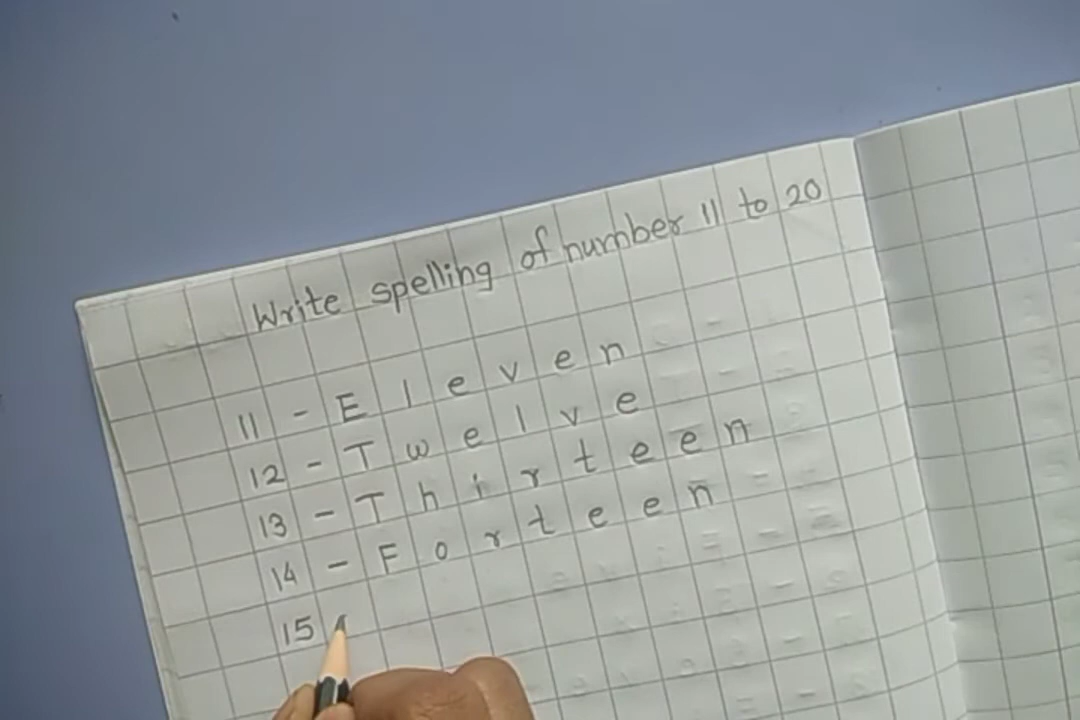 Write spelling of number 11 to 20
11 - Eleven
12 - Twelve
13 - Thirteen
14 - Forteen
15